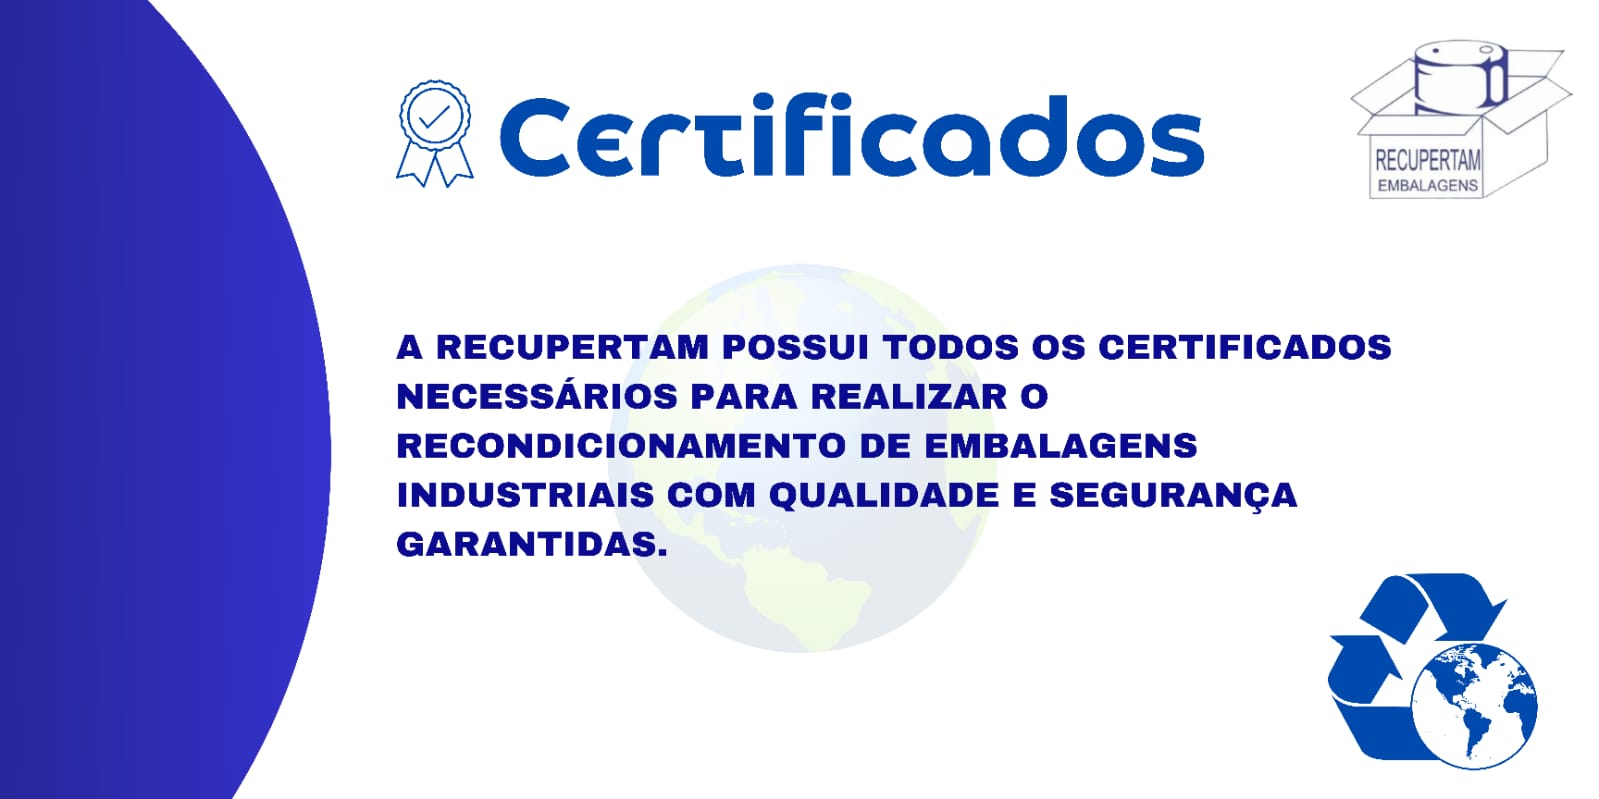 Certificados
RECUPERTAM
EMBALAGENS
A RECUPERTAM POSSUI TODOS OS CERTIFICADOS
NECESSÁRIOS PARA REALIZAR O
RECONDICIONAMENTO DE EMBALAGENS
INDUSTRIAIS COM QUALIDADE E SEGURANÇA
GARANTIDAS.